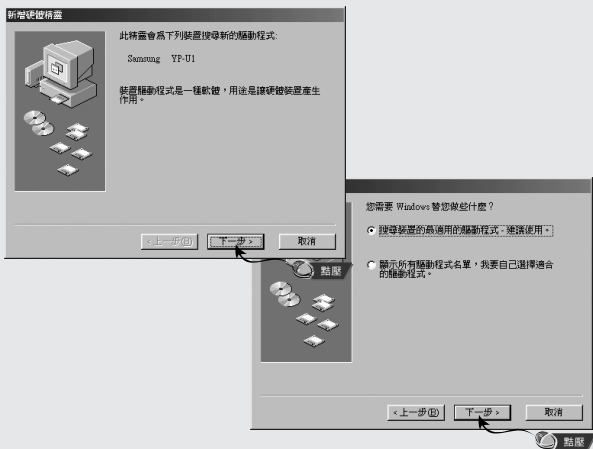 新增硬體精靈
此精靈會為下列裝置搜尋新的驅動程式:
Samsung YP-U1
裝置驅動程式是一種軟體，用途是讓硬體裝置產生
作用。
<上一步(B) 下一步> 取消
點壓
您需要 Windows 替您做些什麼？
搜尋裝置的最適用的驅動程式 - 建議使用。
顯示所有驅動程式名單，我要自己選擇適合
的驅動程式。
<上一步(B) 下一步> 取消
點壓